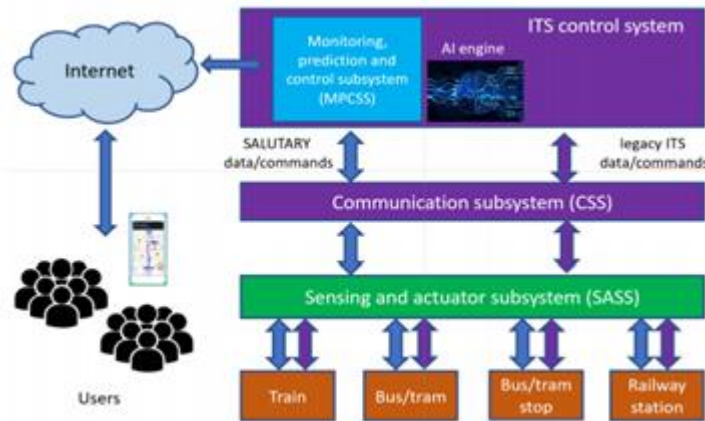 ITS control system
Monitoring,
prediction and
control subsystem
(MPCSS)
AI engine
Internet
SALUTARY
data/commands
legacy ITS
data/commands
Communication subsystem (CSS)
Sensing and actuator subsystem (SASS)
Users
Train
Bus/tram
Bus/tram
stop
Railway
station